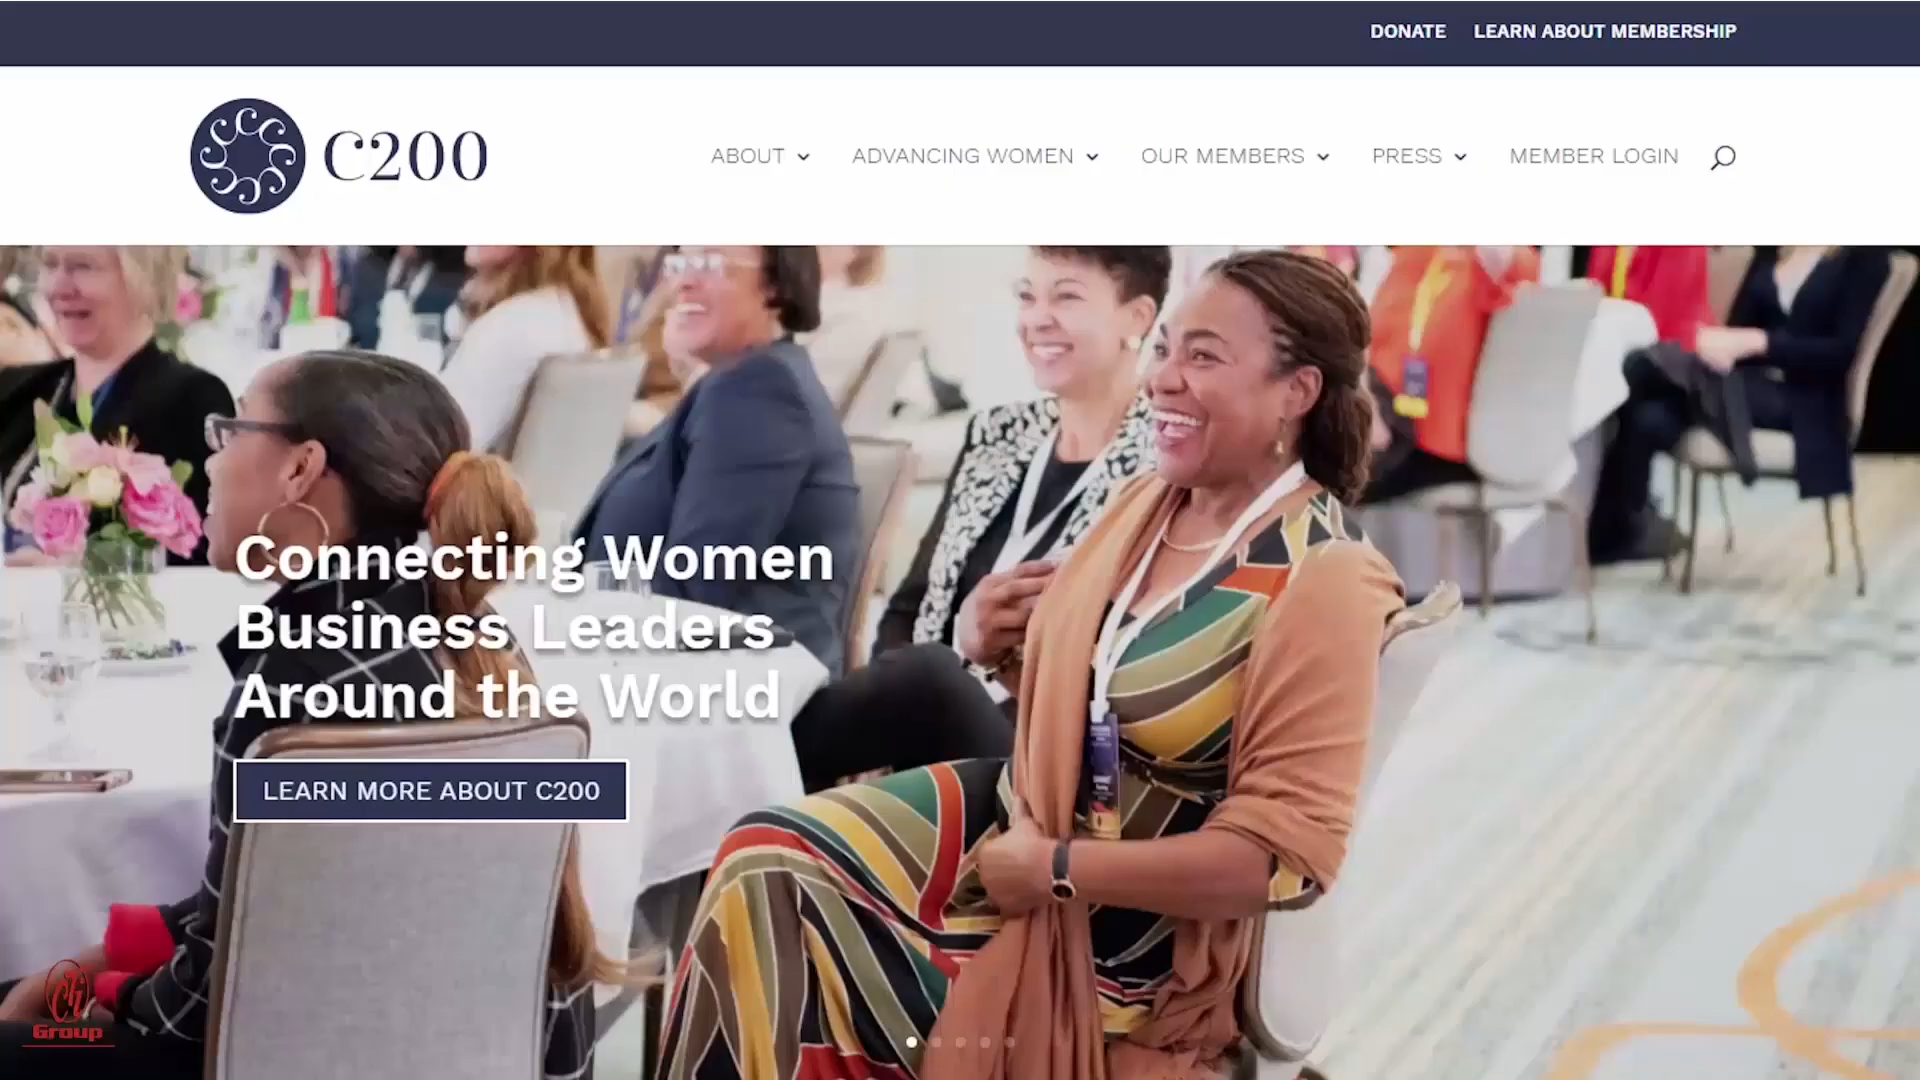 DONATE LEARN ABOUT MEMBERSHIP
C200
ABOUT ADVANCING WOMEN OUR MEMBERS PRESS MEMBER LOGIN
Connecting Women
Business Leaders
Around the World
LEARN MORE ABOUT C200
Group